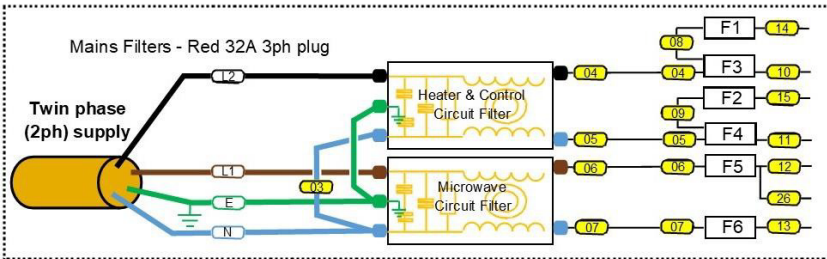 Mains Filters - Red 32A 3ph plug
Twin phase
(2ph) supply
L2
L1
E
N
03
Heater & Control
Circuit Filter
Microwave
Circuit Filter
04
05
06
07
08
04
09
05
06
07
F1
F3
F2
F4
F5
F6
14
10
15
11
12
26
13